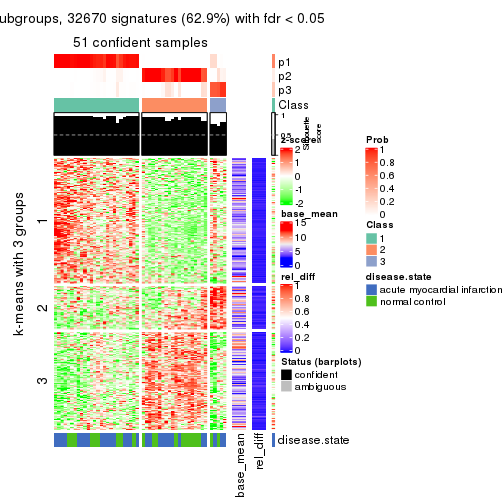 ubgroups, 32670 signatures (62.9%) with fdr < 0.05
51 confident samples
p1
p2
p3
Class
1
0.5
Silhouette
score
k-means with 3 groups
1
2
3
z-score
2
1
0
-1
-2
base_mean
15
10
5
0
rel_diff
1
0.8
0.6
0.4
0.2
0
Status (barplots)
confident
ambiguous
Prob
1
0.8
0.6
0.4
0.2
0
Class
1
2
3
disease.state
acute myocardial infarction
normal control
disease.state
base_mean
rel_diff